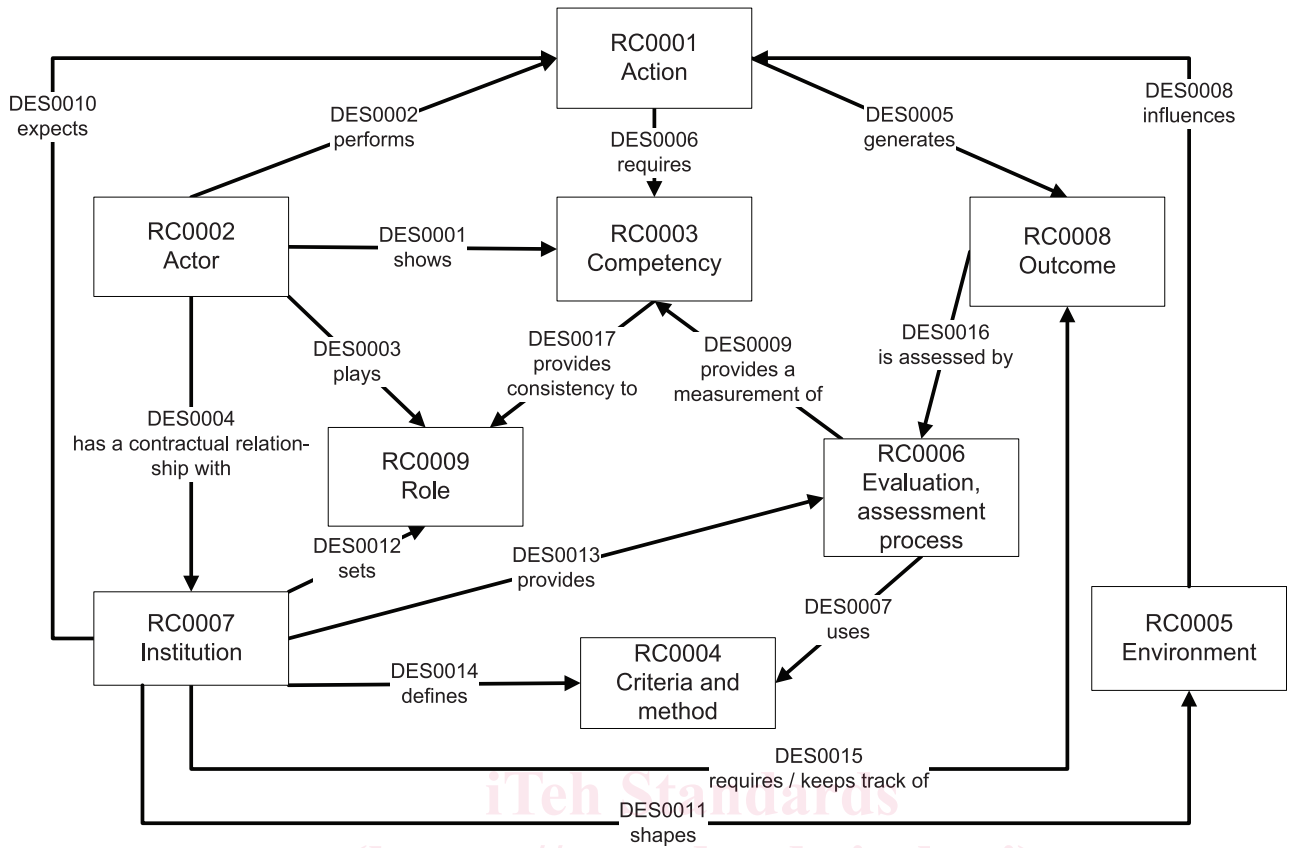 RC0001
Action
DES0010
expects
DES0002
performs
DES0006
requires
DES0005
generates
DES0008
influences
RC0002
Actor
DES0001
shows
RC0003
Competency
RC0008
Outcome
DES0003
plays
DES0017
provides
consistency to
DES0009
provides a
measurement of
DES0016
is assessed by
DES0004
has a contractual relation-
ship with
RC0009
Role
RC0006
Evaluation,
assessment
process
DES0012
sets
DES0013
provides
DES0007
uses
RC0007
Institution
RC0005
Environment
DES0014
defines
RC0004
Criteria and
method
DES0015
requires / keeps track of
iTeh Standards
DES0011
shapes